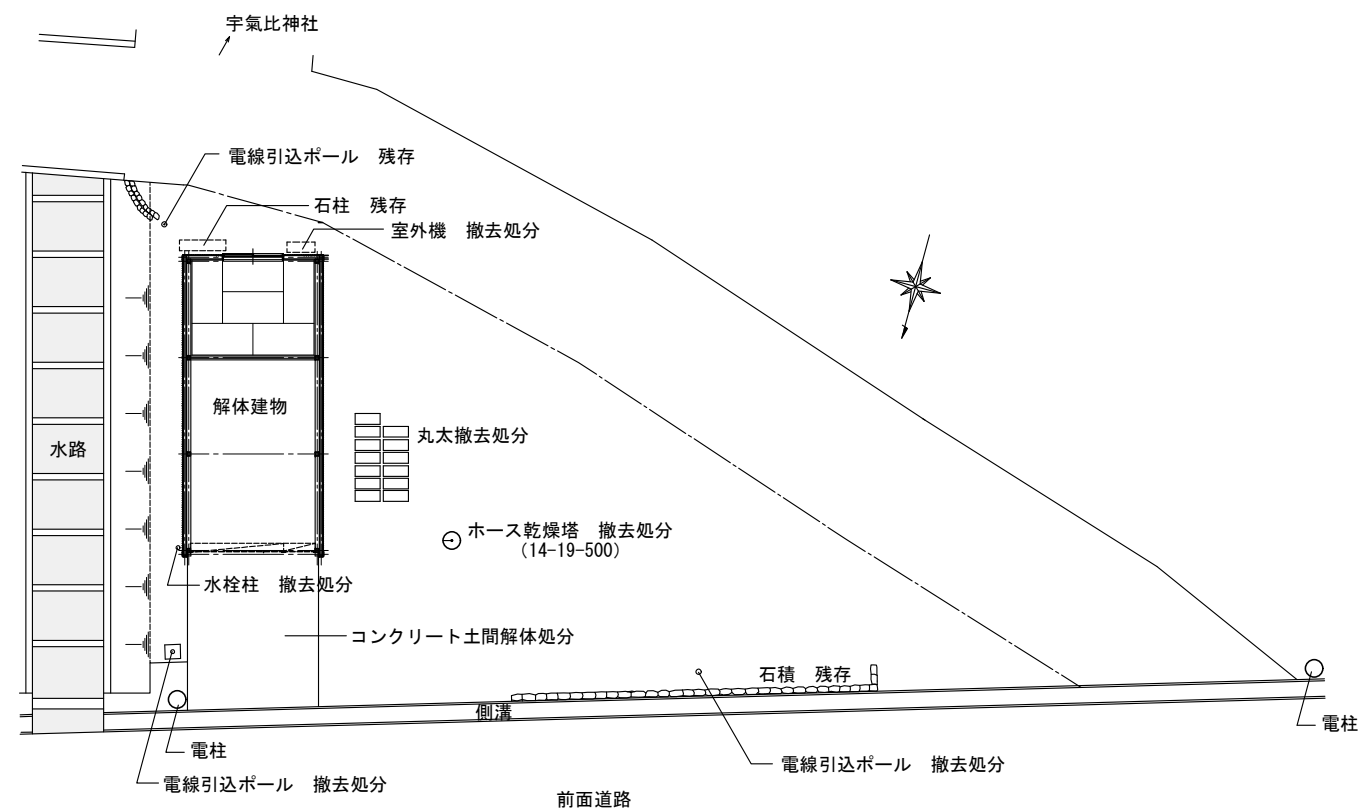 宇氣比神社
電線引込ポール　残存
石柱　残存
室外機　撤去処分
解体建物
丸太撤去処分
水路
ホース乾燥塔　撤去処分
(14-19-500)
水栓柱　撤去処分
コンクリート土間解体処分
石積　残存
側溝
電柱
電柱
電線引込ポール　撤去処分
電線引込ポール　撤去処分
前面道路